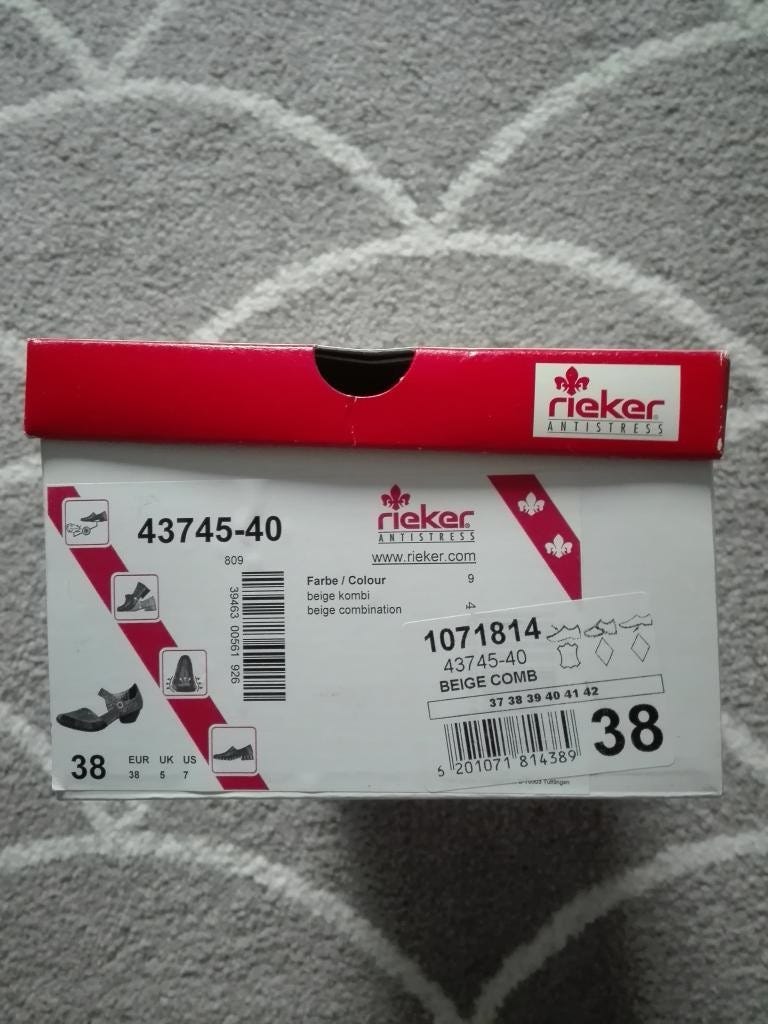 rieker
ANTISTRESS
43745-40
809
39463 00561 926
rieker
ANTISTRESS
www.rieker.com
Farbe / Colour
beige kombi
beige combination
9
4
1071814
43745-40
BEIGE COMB
37 38 39 40 41 42
38
5 201071 814389
38
EUR UK US
38 5 7
Tuttlingen